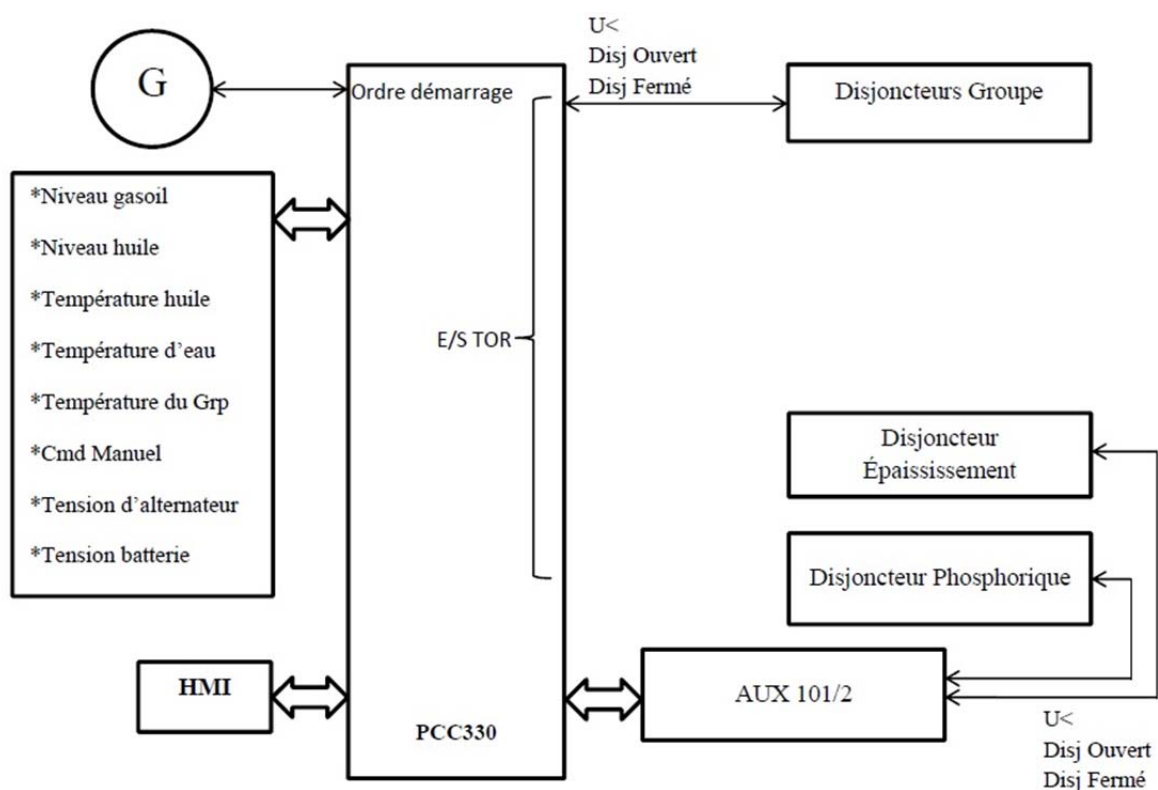 G
Ordre démarrage
U<
Disj Ouvert
Disj Fermé
Disjoncteurs Groupe
*Niveau gasoil
*Niveau huile
*Température huile
*Température d’eau
*Température du Grp
*Cmd Manuel
*Tension d’alternateur
*Tension batterie
E/S TOR
Disjoncteur
Épaississement
Disjoncteur Phosphorique
HMI
PCC330
AUX 101/2
U<
Disj Ouvert
Disj Fermé